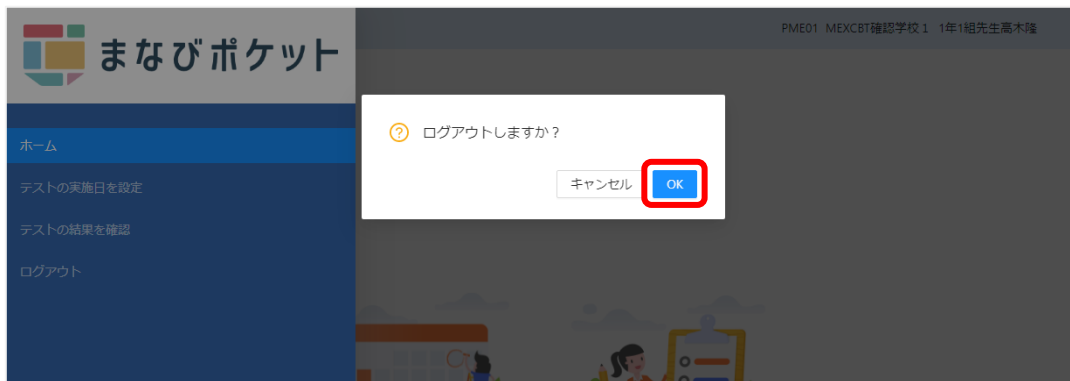 まなびポケット
PME01 MEXCBT確認学校１ 1年1組先生高木隆
ホーム
テストの実施日を設定
テストの結果を確認
ログアウト
ログアウトしますか？
キャンセル
OK